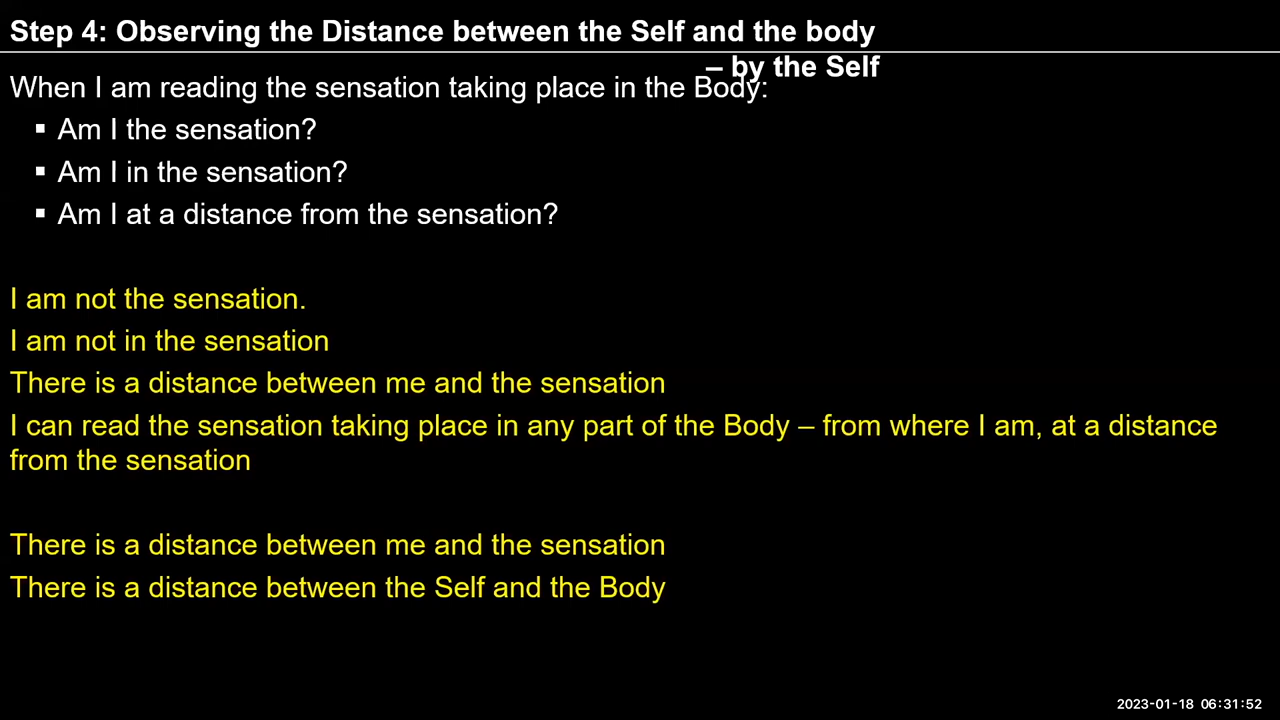 Step 4: Observing the Distance between the Self and the body
– by the Self
When I am reading the sensation taking place in the Body:
▪ Am I the sensation?
▪ Am I in the sensation?
▪ Am I at a distance from the sensation?
I am not the sensation.
I am not in the sensation
There is a distance between me and the sensation
I can read the sensation taking place in any part of the Body – from where I am, at a distance
from the sensation
There is a distance between me and the sensation
There is a distance between the Self and the Body
2023-01-18 06:31:52